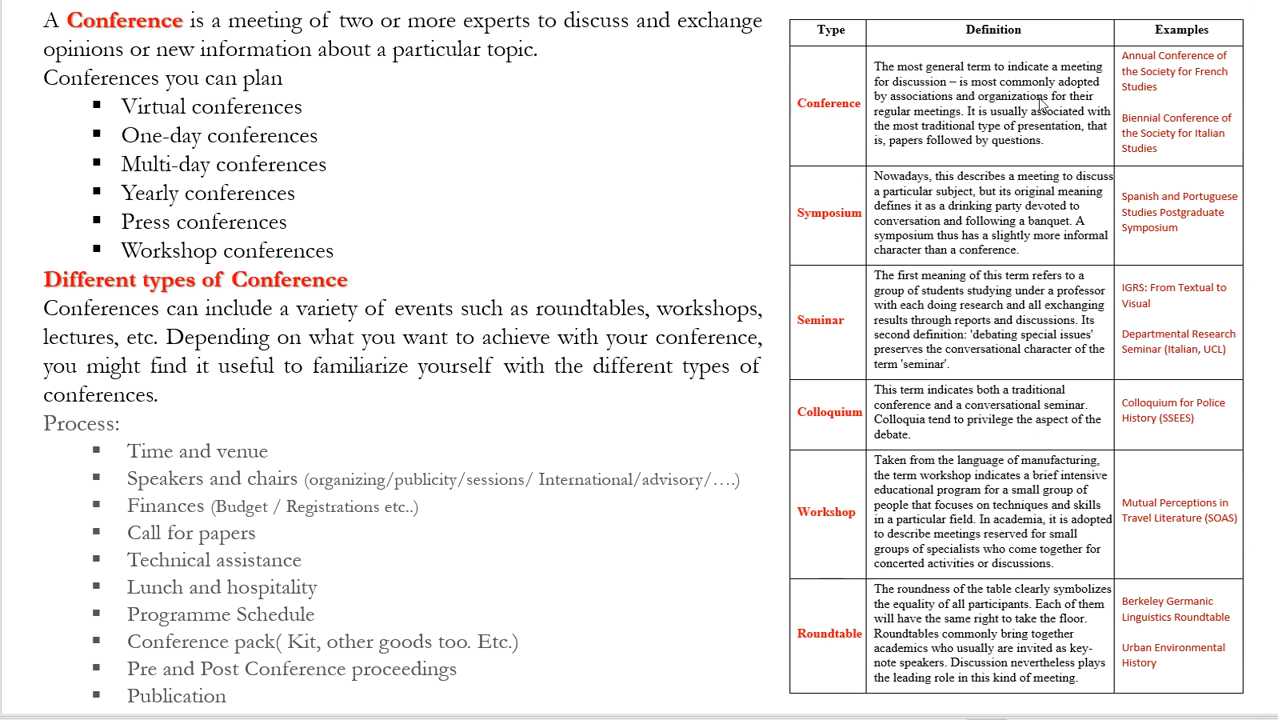 A Conference is a meeting of two or more experts to discuss and exchange
opinions or new information about a particular topic.
Conferences you can plan
▪ Virtual conferences
▪ One-day conferences
▪ Multi-day conferences
▪ Yearly conferences
▪ Press conferences
▪ Workshop conferences
Different types of Conference
Conferences can include a variety of events such as roundtables, workshops,
lectures, etc. Depending on what you want to achieve with your conference,
you might find it useful to familiarize yourself with the different types of
conferences.
Process:
▪ Time and venue
▪ Speakers and chairs (organizing/publicity/sessions/ International/advisory/….)
▪ Finances (Budget / Registrations etc..)
▪ Call for papers
▪ Technical assistance
▪ Lunch and hospitality
▪ Programme Schedule
▪ Conference pack( Kit, other goods too. Etc.)
▪ Pre and Post Conference proceedings
▪ Publication
Type Definition Examples
Conference
The most general term to indicate a meeting
for discussion – is most commonly adopted
by associations and organizations for their
regular meetings. It is usually associated with
the most traditional type of presentation, that
is, papers followed by questions.
Annual Conference of
the Society for French
Studies
Biennial Conference of
the Society for Italian
Studies
Symposium
Nowadays, this describes a meeting to discuss
a particular subject, but its original meaning
defines it as a drinking party devoted to
conversation and following a banquet. A
symposium thus has a slightly more informal
character than a conference.
Spanish and Portuguese
Studies Postgraduate
Symposium
Seminar
The first meaning of this term refers to a
group of students studying under a professor
with each doing research and all exchanging
results through reports and discussions. Its
second definition: 'debating special issues'
preserves the conversational character of the
term 'seminar'.
IGRS: From Textual to
Visual
Departmental Research
Seminar (Italian, UCL)
Colloquium
This term indicates both a traditional
conference and a conversational seminar.
Colloquia tend to privilege the aspect of the
debate.
Colloquium for Police
History (SSEES)
Workshop
Taken from the language of manufacturing,
the term workshop indicates a brief intensive
educational program for a small group of
people that focuses on techniques and skills
in a particular field. In academia, it is adopted
to describe meetings reserved for small
groups of specialists who come together for
concerted activities or discussions.
Mutual Perceptions in
Travel Literature (SOAS)
Roundtable
The roundness of the table clearly symbolizes
the equality of all participants. Each of them
will have the same right to take the floor.
Roundtables commonly bring together
academics who usually are invited as key-
note speakers. Discussion nevertheless plays
the leading role in this kind of meeting.
Berkeley Germanic
Linguistics Roundtable
Urban Environmental
History